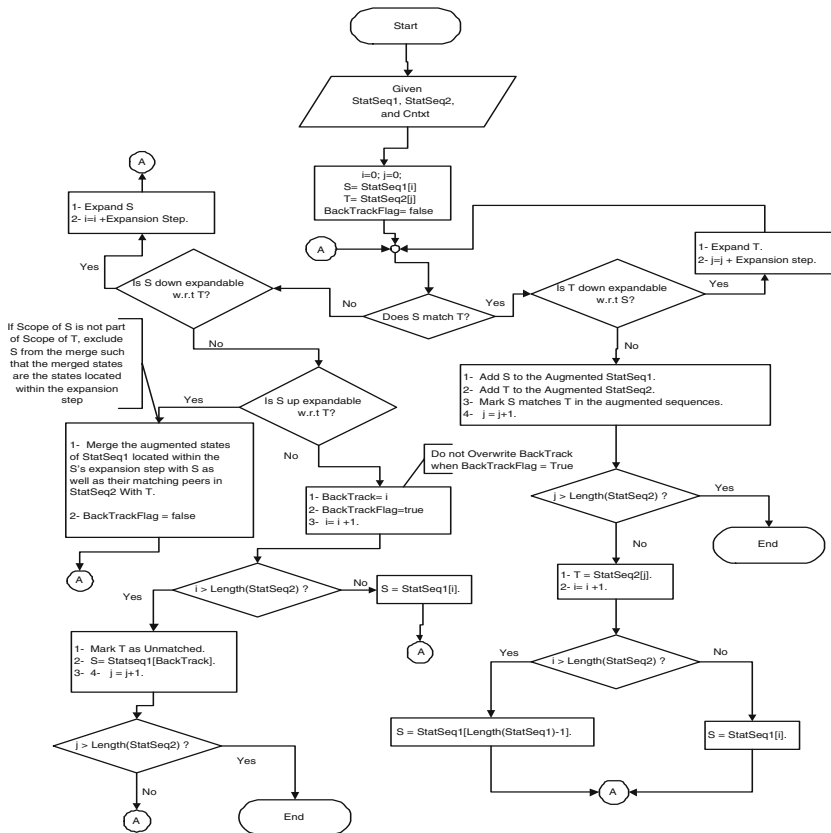 Start
Given
StatSeq1, StatSeq2,
and Cntxt
i=0; j=0;
S= StatSeq1[i]
T= StatSeq2[j]
BackTrackFlag= false
A
A
1- Expand S
2- i=i +Expansion Step.
Yes
Is S down expandable
w.r.t T?
No
Does S match T?
Yes
Is T down expandable
w.r.t S?
Yes
1- Expand T.
2- j=j + Expansion step.
No
No
If Scope of S is not part
of Scope of T, exclude
S from the merge such
that the merged states
are the states located
within the expansion
step
Yes
Is S up expandable
w.r.t T?
No
1- Add S to the Augmented StatSeq1.
2- Add T to the Augmented StatSeq2.
3- Mark S matches T in the augmented sequences.
4- j = j+1.
1- Merge the augmented states
of StatSeq1 located within the
S's expansion step with S as
well as their matching peers in
StatSeq2 With T.
2- BackTrackFlag = false
A
Do not Overwrite BackTrack
when BackTrackFlag = True
1- BackTrack= i
2- BackTrackFlag=true
3- i= i +1.
j > Length(StatSeq2) ?
Yes
End
No
1- T = StatSeq2[j].
2- i= i +1.
i > Length(StatSeq2) ?
No
S = StatSeq1[i].
A
Yes
1- Mark T as Unmatched.
2- S= Statseq1[BackTrack].
3- 4- j = j+1.
j > Length(StatSeq2) ?
Yes
End
No
A
i > Length(StatSeq2) ?
Yes
No
S = StatSeq1[Length(StatSeq1)-1].
S = StatSeq1[i].
A